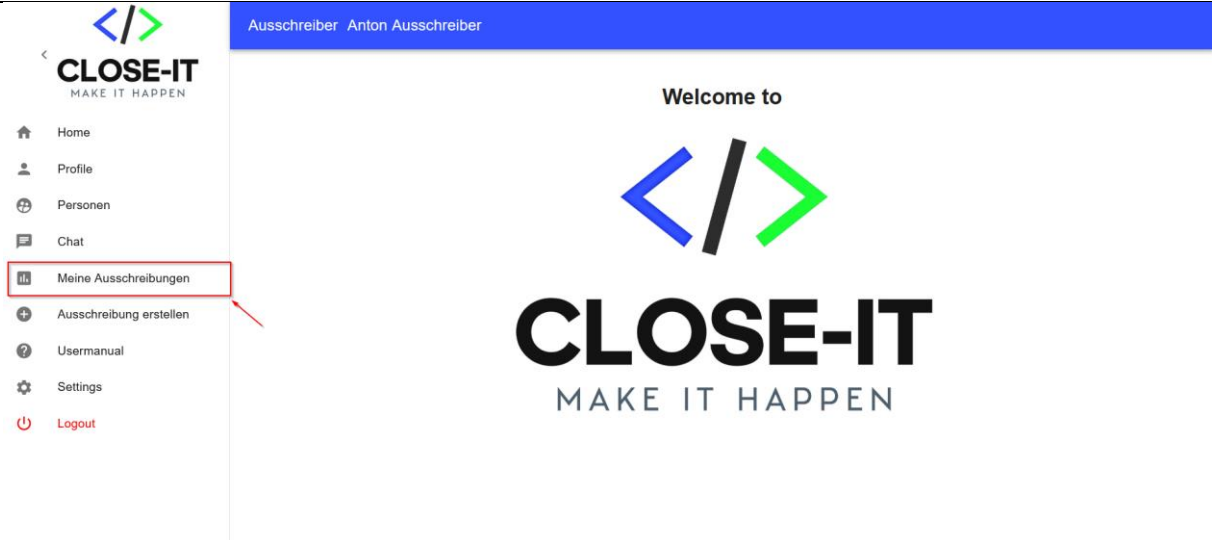 </>
CLOSE-IT
MAKE IT HAPPEN
Home
Profile
Personen
Chat
Meine Ausschreibungen
Ausschreibung erstellen
Usermanual
Settings
Logout
Ausschreiber Anton Ausschreiber
Welcome to
</>
CLOSE-IT
MAKE IT HAPPEN